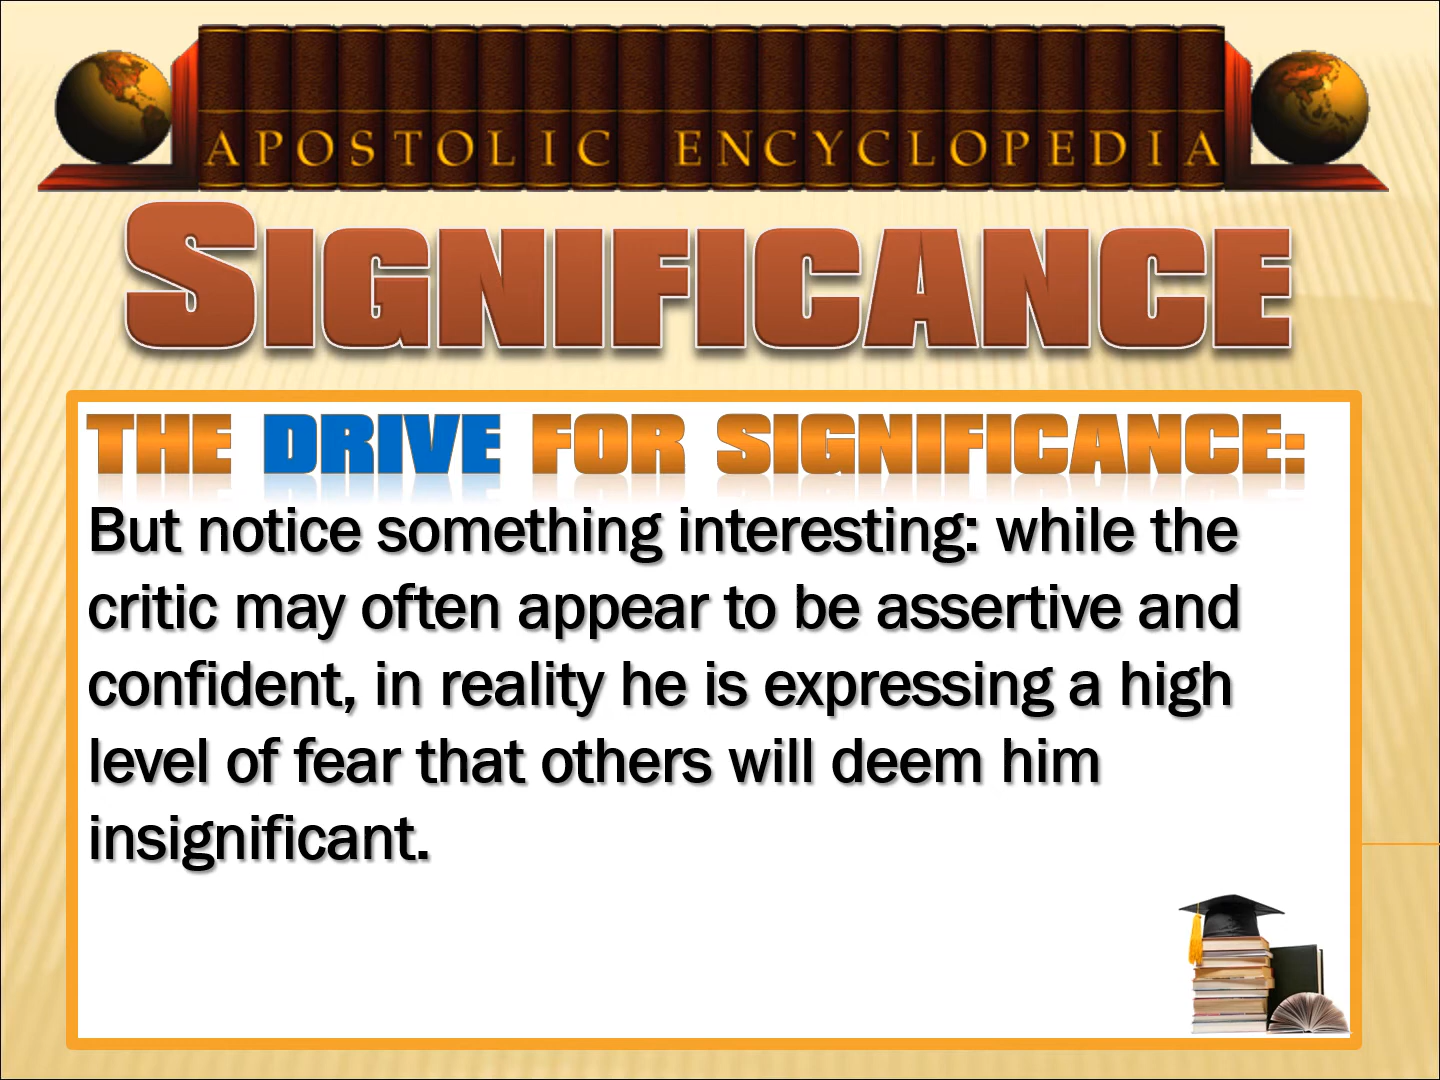 APOSTOLIC ENCYCLOPEDIA
SIGNIFICANCE
THE DRIVE FOR SIGNIFICANCE:
But notice something interesting: while the
critic may often appear to be assertive and
confident, in reality he is expressing a high
level of fear that others will deem him
insignificant.